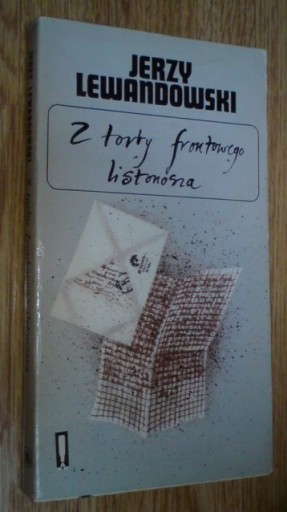 JERZY
LEWANDOWSKI
Z torby frontowego
listonosza